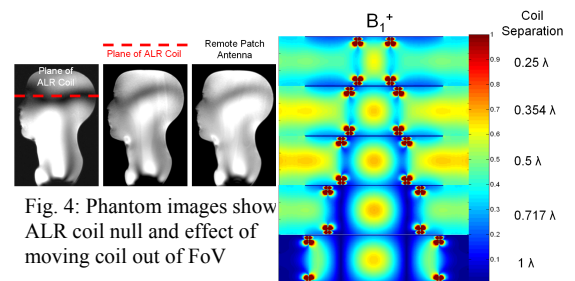 Plane of
ALR Coil
Plane of ALR Coil
Remote Patch
Antenna
Fig. 4: Phantom images show
ALR coil null and effect of
moving coil out of FoV
B1+
Coil
Separation
1
0.9
0.8
0.7
0.6
0.5
0.4
0.3
0.2
0.1
0.25 λ
0.354 λ
0.5 λ
0.717 λ
1 λ